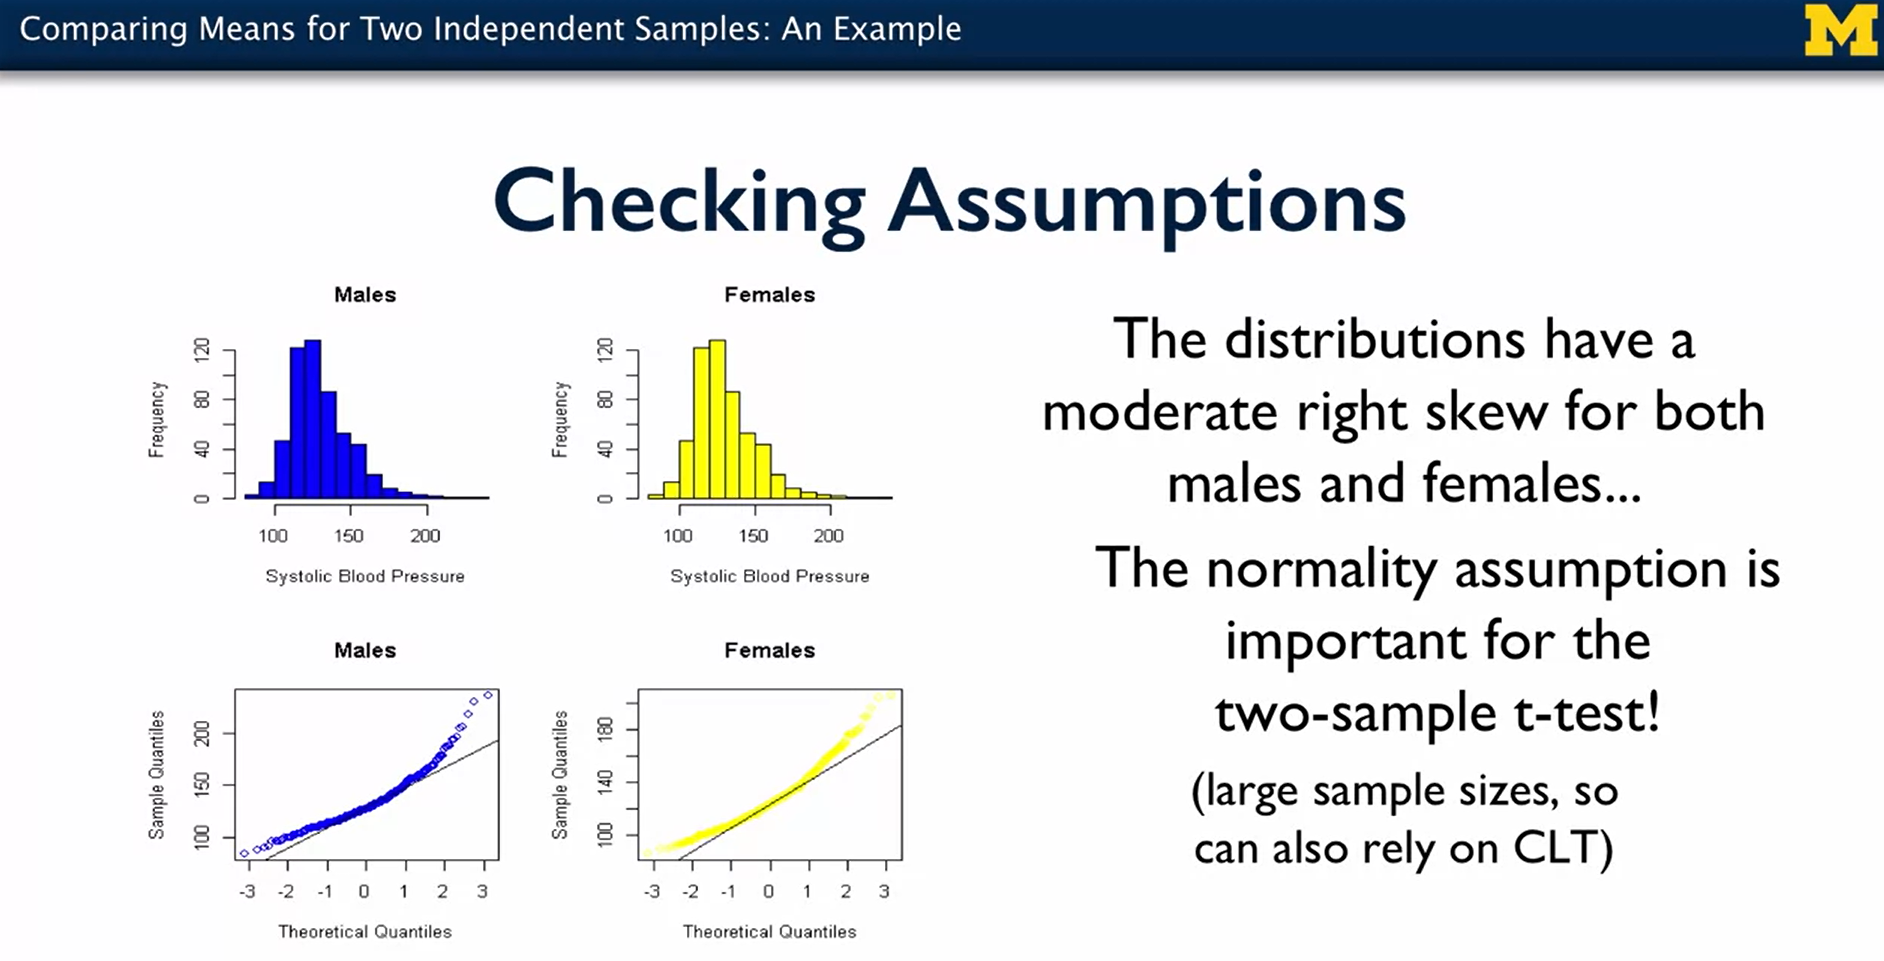 Comparing Means for Two Independent Samples: An Example
M
Checking Assumptions
Males
Frequency
0 40 80 120
100 150 200
Systolic Blood Pressure
Females
Frequency
0 40 80 120
100 150 200
Systolic Blood Pressure
Males
Sample Quantiles
100 150 200
-3 -2 -1 0 1 2 3
Theoretical Quantiles
Females
Sample Quantiles
100 140 180
-3 -2 -1 0 1 2 3
Theoretical Quantiles
The distributions have a
moderate right skew for both
males and females...
The normality assumption is
important for the
two-sample t-test!
(large sample sizes, so
can also rely on CLT)